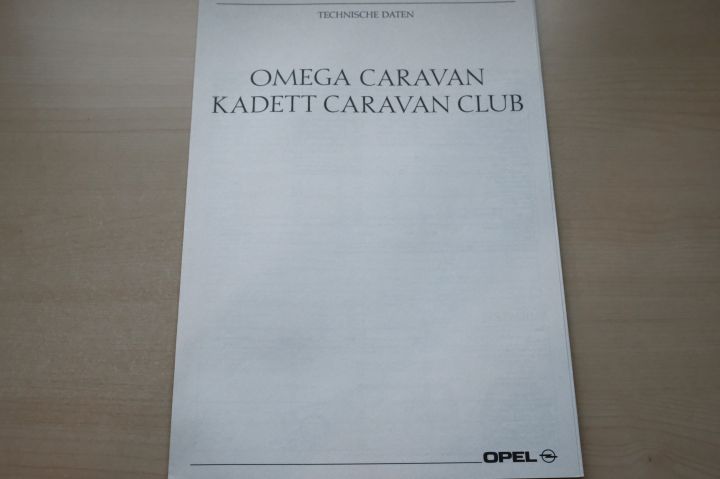 TECHNISCHE DATEN
OMEGA CARAVAN
KADETT CARAVAN CLUB
OPEL